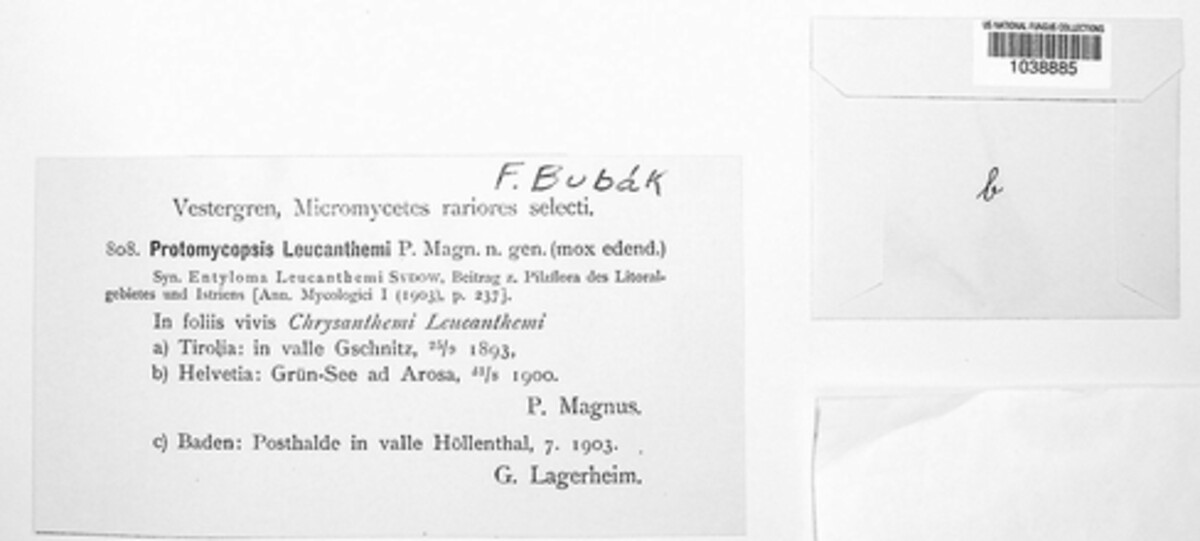 F. Bubák
Vestergren, Micromycetes rariores selecti.
808. Protomycopsis Leucanthemi P. Magn. n. gen. (mox edend.)
Syn. Entyloma Leucanthemi Sydow, Beitrag z. Pilzflora des Litoral-
gebietes und Istriens [Ann. Mycologici I (1903), p. 237].
In foliis vivis Chrysanthemi Leucanthemi
a) Tirolia: in valle Gschnitz, 25/9 1893.
b) Helvetia: Grün-See ad Arosa, /8 1900.
P. Magnus.
c) Baden: Posthalde in valle Höllenthal, 7. 1903.
G. Lagerheim.
US NATIONAL FUNGUS COLLECTIONS
1038885
b